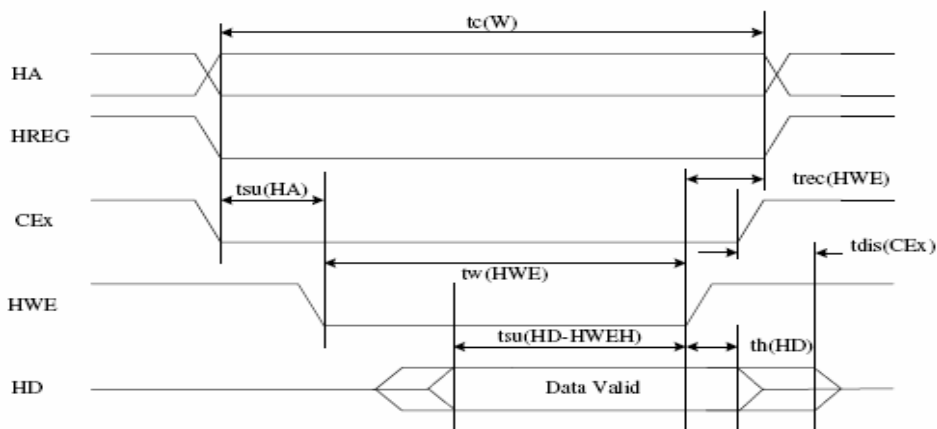 tc(W)
HA
HREG
tsu(HA)
trec(HWE)
CEx
tdis(CEx)
tw(HWE)
HWE
tsu(HD-HWEH)
th(HD)
HD
Data Valid